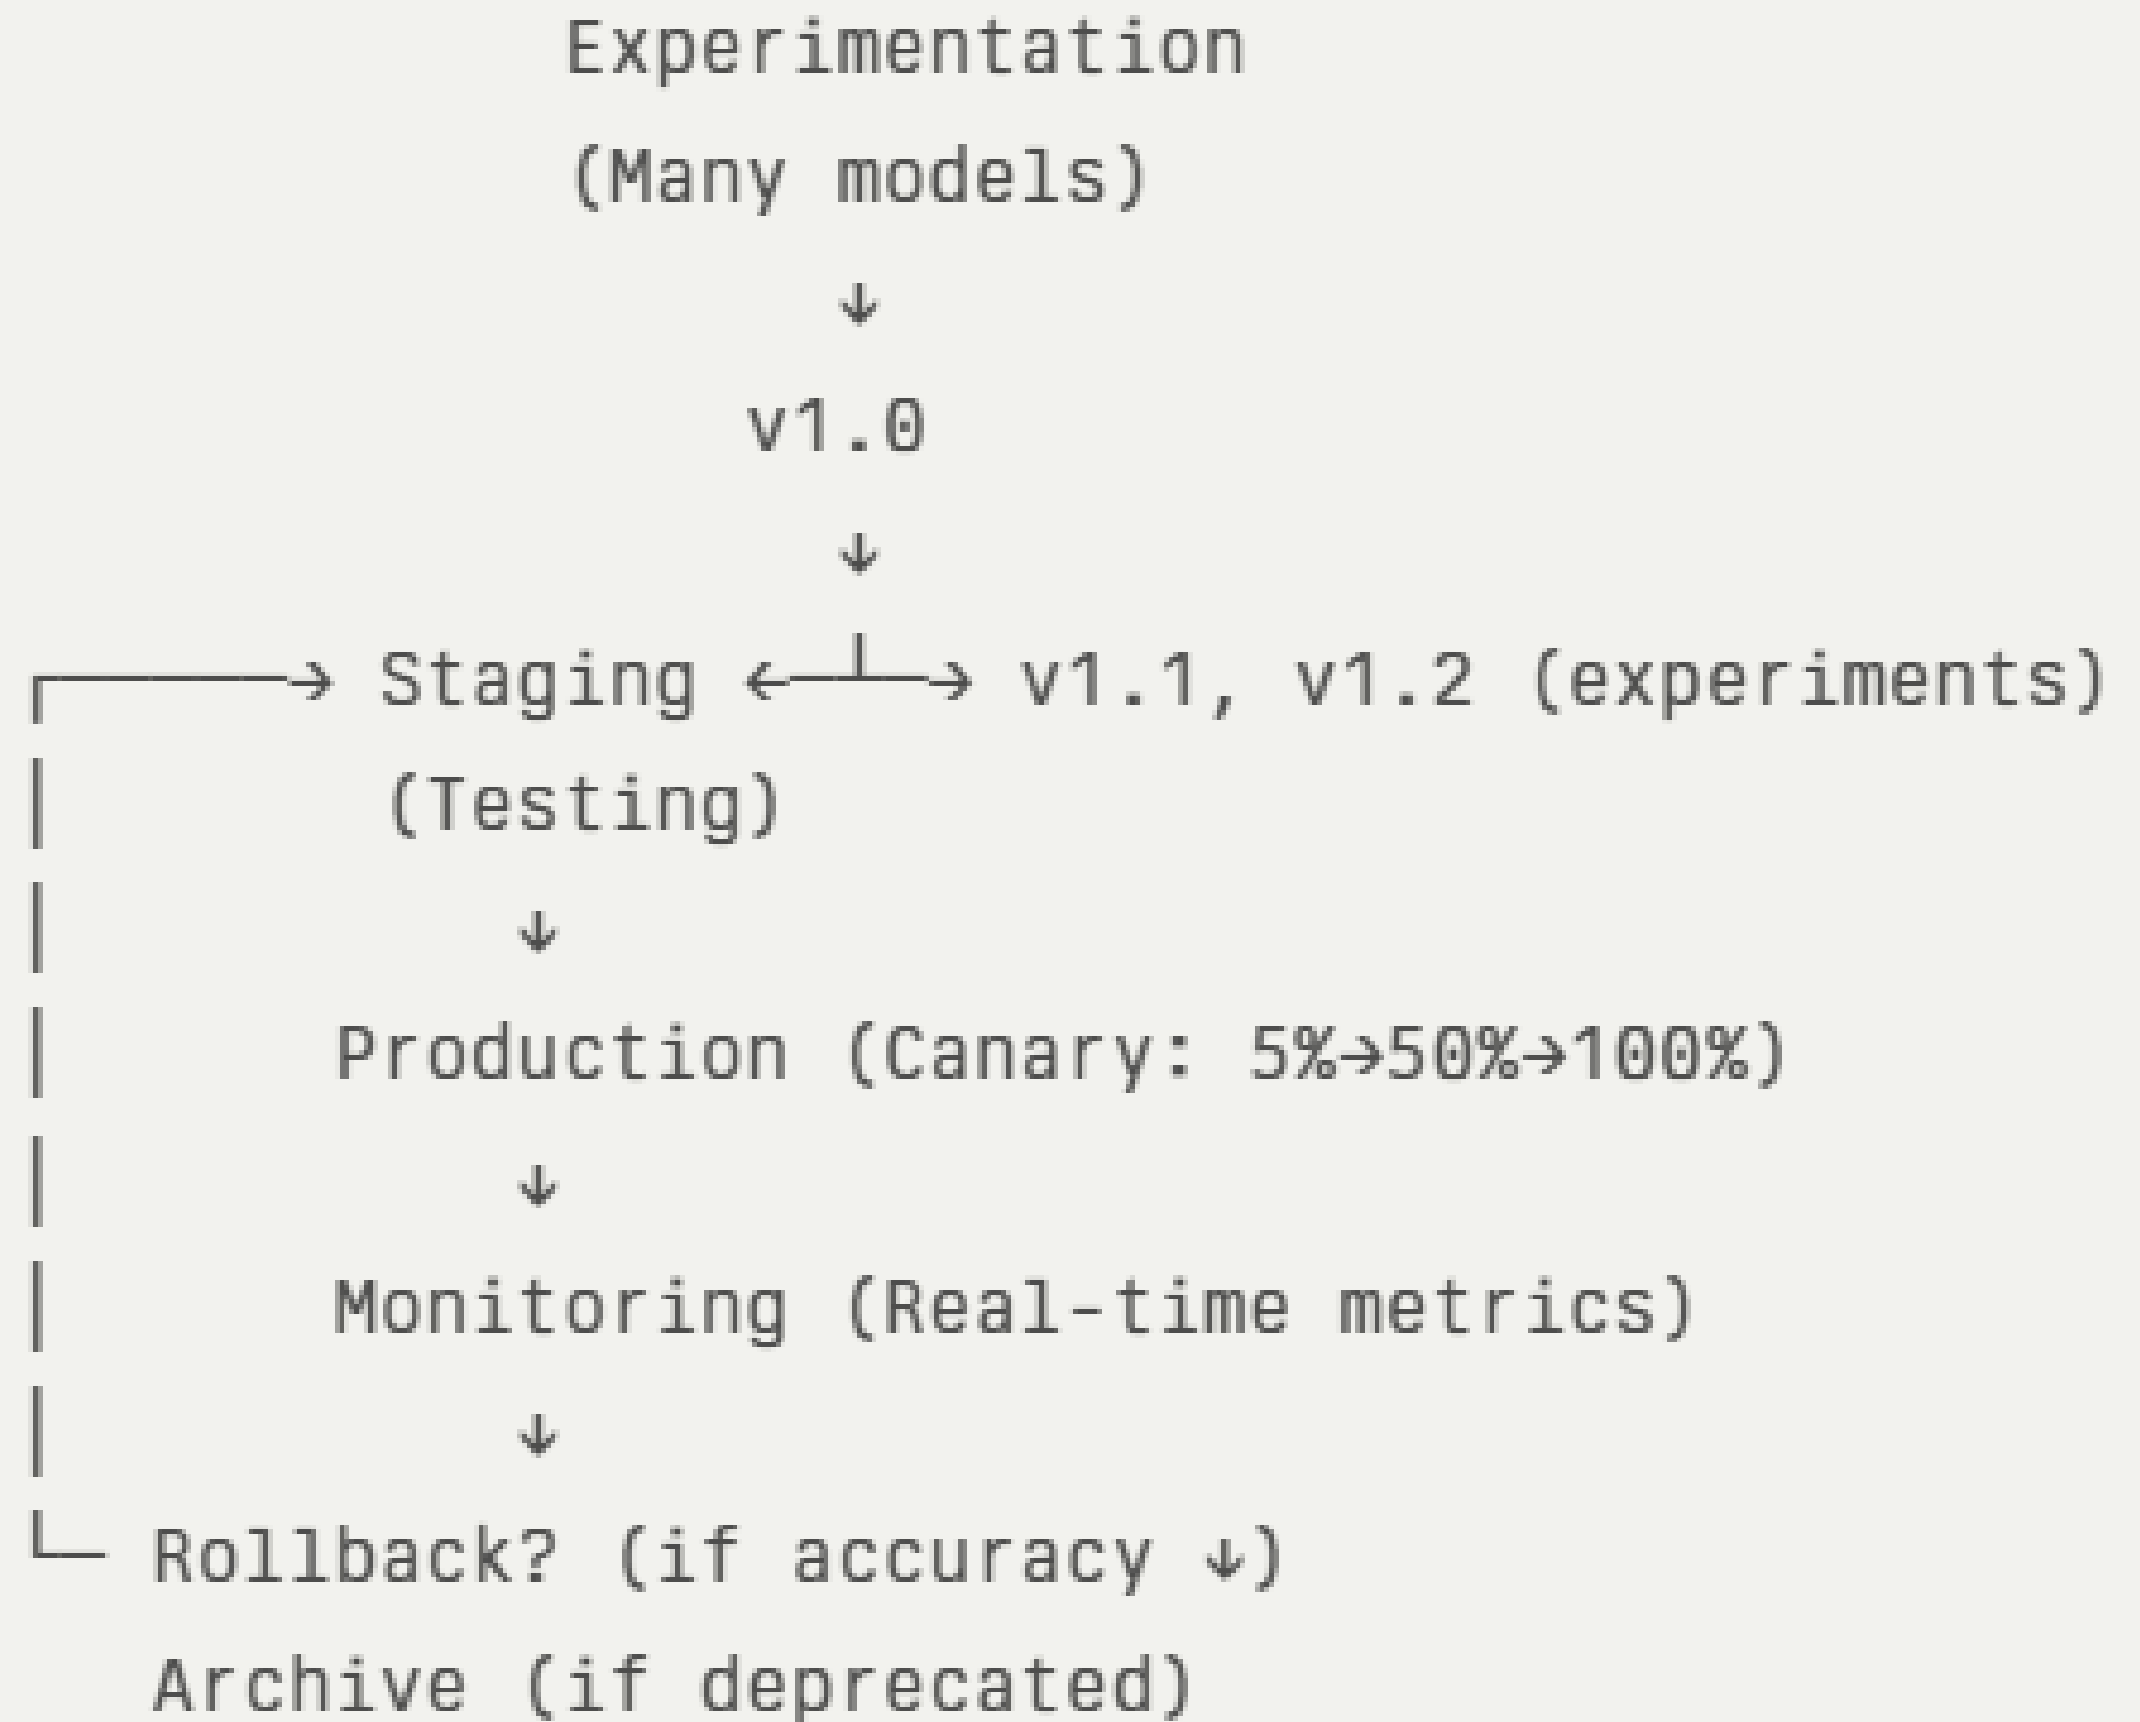 Experimentation
(Many models)
↓
v1.0
↓
┌─────→ Staging ←─┴─→ v1.1, v1.2 (experiments)
│ (Testing)
│ ↓
│ Production (Canary: 5%→50%→100%)
│ ↓
│ Monitoring (Real-time metrics)
│ ↓
└─ Rollback? (if accuracy ↓)
Archive (if deprecated)